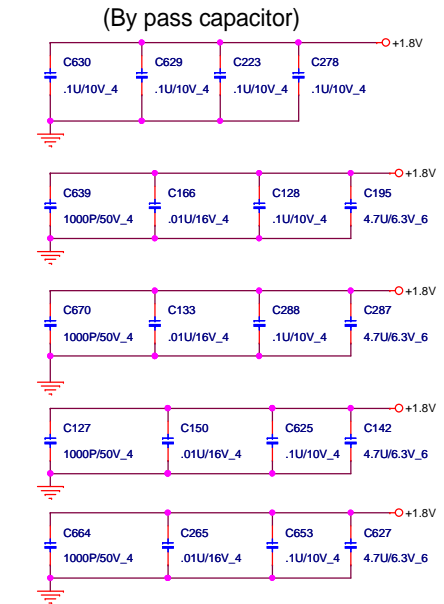 (By pass capacitor)
+1.8V
C630 C629 C223 C278
.1U/10V_4 .1U/10V_4 .1U/10V_4 .1U/10V_4
+1.8V
C639 C166 C128 C195
1000P/50V_4 .01U/16V_4 .1U/10V_4 4.7U/6.3V_6
+1.8V
C670 C133 C288 C287
1000P/50V_4 .01U/16V_4 .1U/10V_4 4.7U/6.3V_6
+1.8V
C127 C150 C625 C142
1000P/50V_4 .01U/16V_4 .1U/10V_4 4.7U/6.3V_6
+1.8V
C664 C265 C653 C627
1000P/50V_4 .01U/16V_4 .1U/10V_4 4.7U/6.3V_6